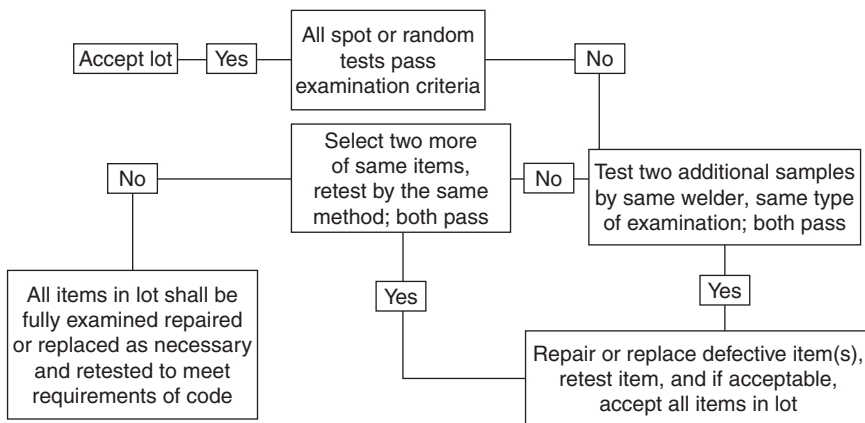 All spot or random
tests pass
examination criteria
Accept lot
Yes
No
Select two more
of same items,
retest by the same
method; both pass
No
No
Test two additional samples
by same welder, same type
of examination; both pass
All items in lot shall be
fully examined repaired
or replaced as necessary
and retested to meet
requirements of code
Yes
Yes
Repair or replace defective item(s),
retest item, and if acceptable,
accept all items in lot